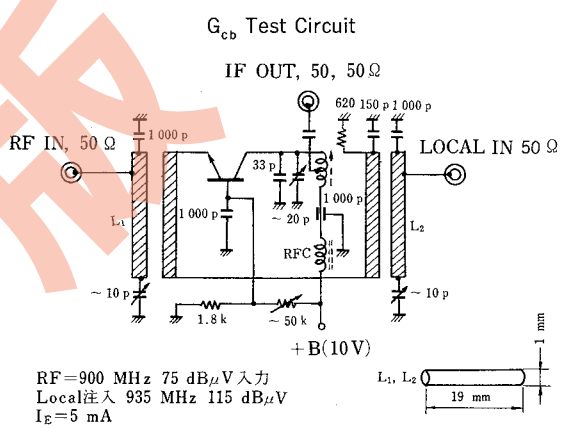 G_cb Test Circuit
IF OUT, 50, 50 Ω
620 150 p 1 000 p
RF IN, 50 Ω
1 000 p
LOCAL IN 50 Ω
33 p
1 000 p
1 000 p
~ 20 p
L₁
L₂
RFC
~ 10 p
~ 10 p
1.8 k
~ 50 k
+B(10 V)
1 mm
L₁, L₂
19 mm
RF=900 MHz 75 dBμV入力
Local注入 935 MHz 115 dBμV
I_E=5 mA